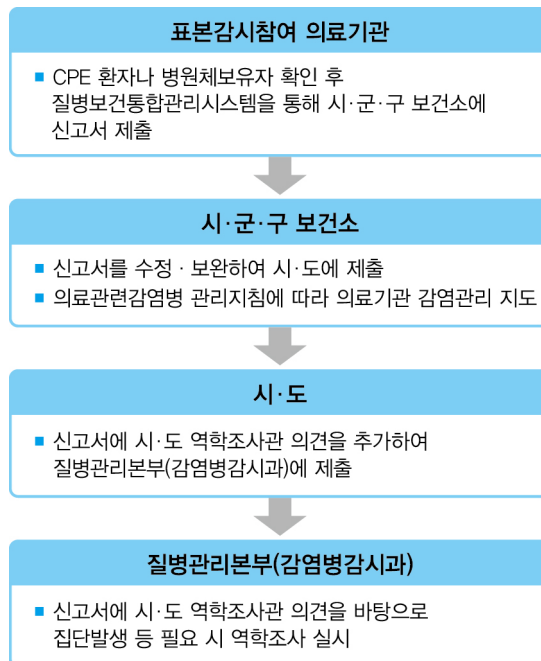 표본감시참여 의료기관
■ CPE 환자나 병원체보유자 확인 후
질병보건통합관리시스템을 통해 시·군·구 보건소에
신고서 제출
시·군·구 보건소
■ 신고서를 수정 · 보완하여 시·도에 제출
■ 의료관련감염병 관리지침에 따라 의료기관 감염관리 지도
시·도
■ 신고서에 시·도 역학조사관 의견을 추가하여
질병관리본부(감염병감시과)에 제출
질병관리본부(감염병감시과)
■ 신고서에 시·도 역학조사관 의견을 바탕으로
집단발생 등 필요 시 역학조사 실시